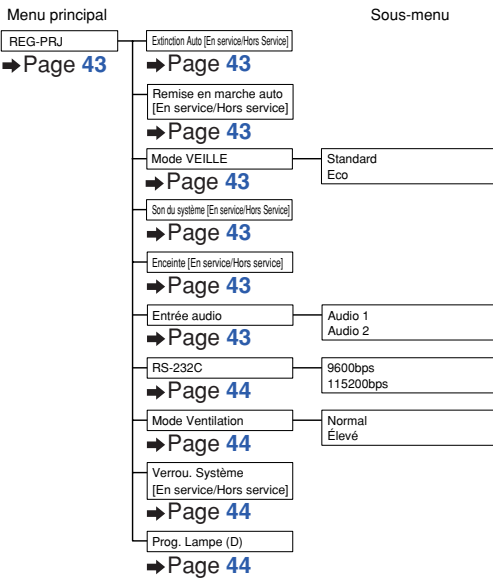 Menu principal
Sous-menu
REG-PRJ
➡Page 43
Extinction Auto [En service/Hors Service]
➡Page 43
Remise en marche auto
[En service/Hors service]
➡Page 43
Mode VEILLE
Standard
Eco
➡Page 43
Son du système [En service/Hors Service]
➡Page 43
Enceinte [En service/Hors service]
➡Page 43
Entrée audio
Audio 1
Audio 2
➡Page 43
RS-232C
9600bps
115200bps
➡Page 44
Mode Ventilation
Normal
Élevé
➡Page 44
Verrou. Système
[En service/Hors service]
➡Page 44
Prog. Lampe (D)
➡Page 44